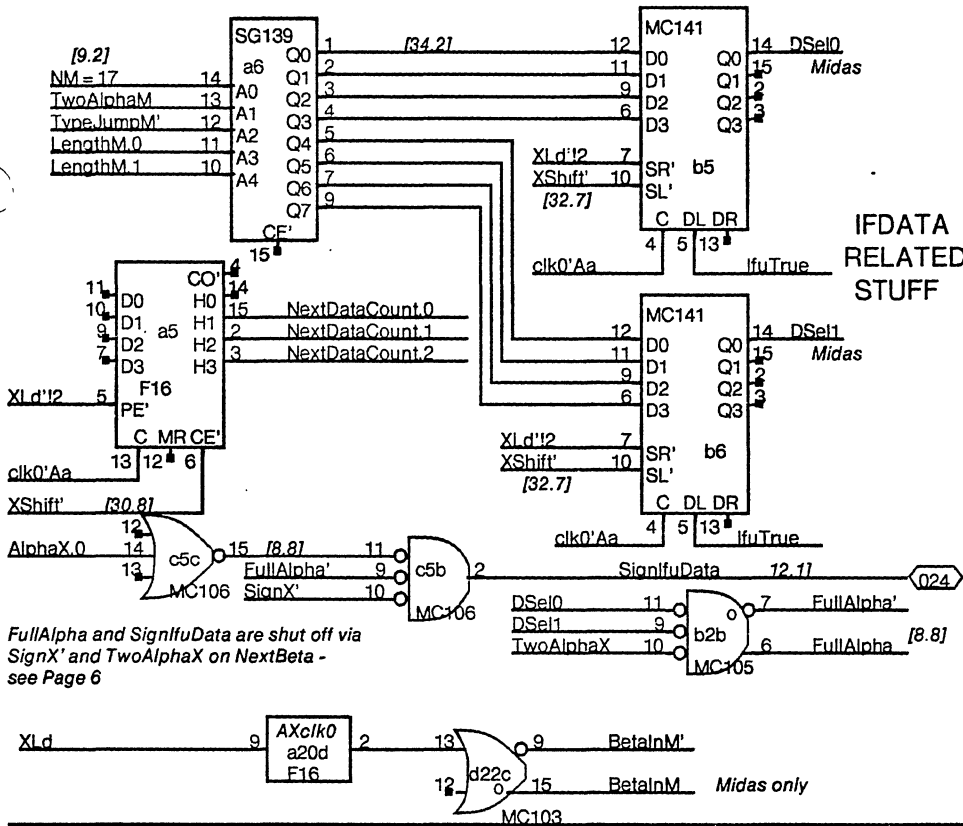 SG139
a6
[9.2]
NM = 17 14 A0
TwoAlphaM 13 A1
TypeJumpM' 12 A2
LengthM.0 11 A3
LengthM.1 10 A4
Q0 1 [34.2]
Q1 2
Q2 3
Q3 4
Q4 5
Q5 6
Q6 7
Q7 9
CE'
15
MC141
12 D0 Q0 14 DSel0
11 D1 Q1 15 Midas
9 D2 Q2 2
6 D3 Q3 3
XLd'!2 7 SR' b5
XShift' 10 SL'
[32.7]
C DL DR
4 5 13
clk0'Aa IfuTrue
IFDATA
RELATED
STUFF
CO' 4
11 D0 H0 14
10 D1 a5 H1 15 NextDataCount.0
9 D2 H2 2 NextDataCount.1
7 D3 H3 3 NextDataCount.2
F16
XLd'!2 5 PE'
C MR CE'
13 12 6
clk0'Aa
XShift' [30.8]
MC141
12 D0 Q0 14 DSel1
11 D1 Q1 15 Midas
9 D2 Q2 2
6 D3 Q3 3
XLd'!2 7 SR' b6
XShift' 10 SL'
[32.7]
C DL DR
4 5 13
clk0'Aa IfuTrue
12
AlphaX.0 14 c5c 15 [8.8] 11
13 MC106
FullAlpha' 9 c5b 2 SignIfuData 12.1] 024
SignX' 10 MC106
DSel0 11 o 7 FullAlpha'
DSel1 9 b2b [8.8]
TwoAlphaX 10 6 FullAlpha
MC105
FullAlpha and SignIfuData are shut off via
SignX' and TwoAlphaX on NextBeta -
see Page 6
XLd 9 AXclk0 2 13 9 BetaInM'
a20d
F16
12 d22c o 15 BetaInM Midas only
MC103